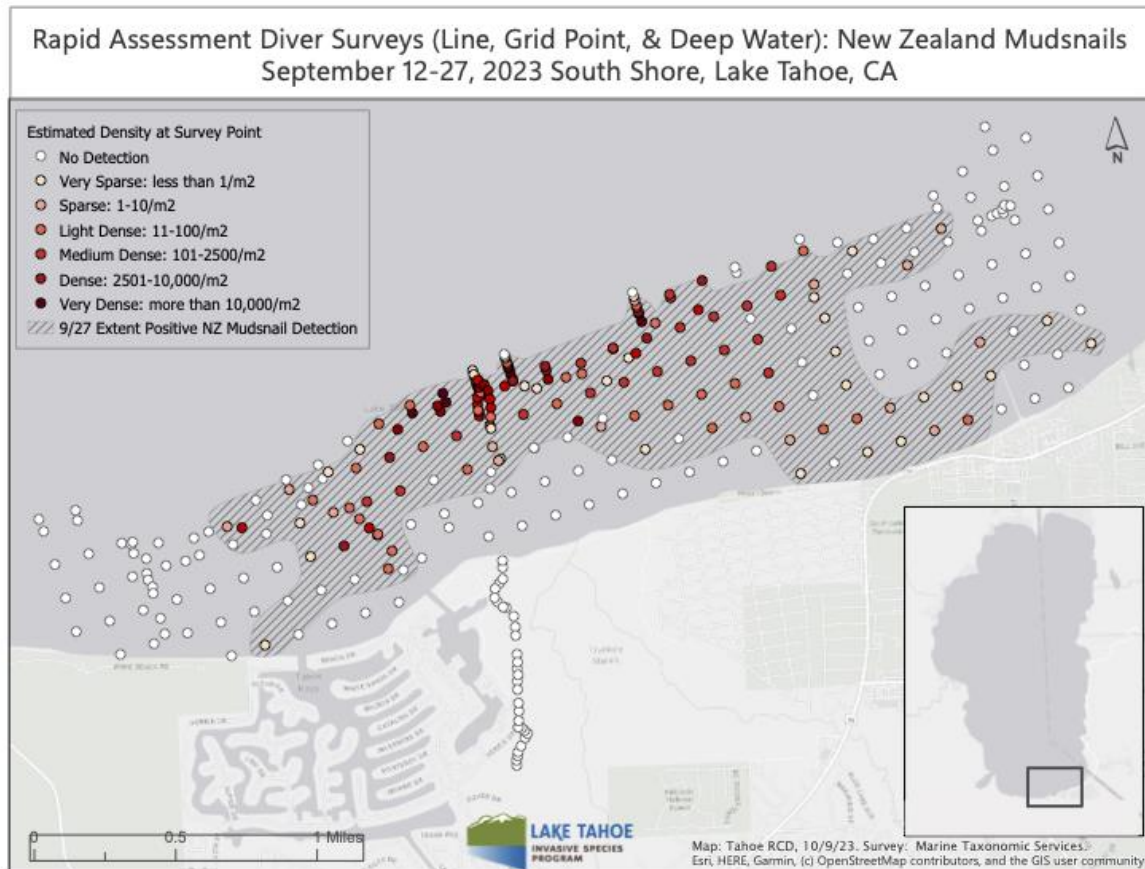 Rapid Assessment Diver Surveys (Line, Grid Point, & Deep Water): New Zealand Mudsnails
September 12-27, 2023 South Shore, Lake Tahoe, CA
Estimated Density at Survey Point
No Detection
Very Sparse: less than 1/m2
Sparse: 1-10/m2
Light Dense: 11-100/m2
Medium Dense: 101-2500/m2
Dense: 2501-10,000/m2
Very Dense: more than 10,000/m2
9/27 Extent Positive NZ Mudsnail Detection
N
0 0.5 1 Miles
LAKE TAHOE
INVASIVE SPECIES
PROGRAM
Map: Tahoe RCD, 10/9/23. Survey: Marine Taxonomic Services.
Esri, HERE, Garmin, (c) OpenStreetMap contributors, and the GIS user community